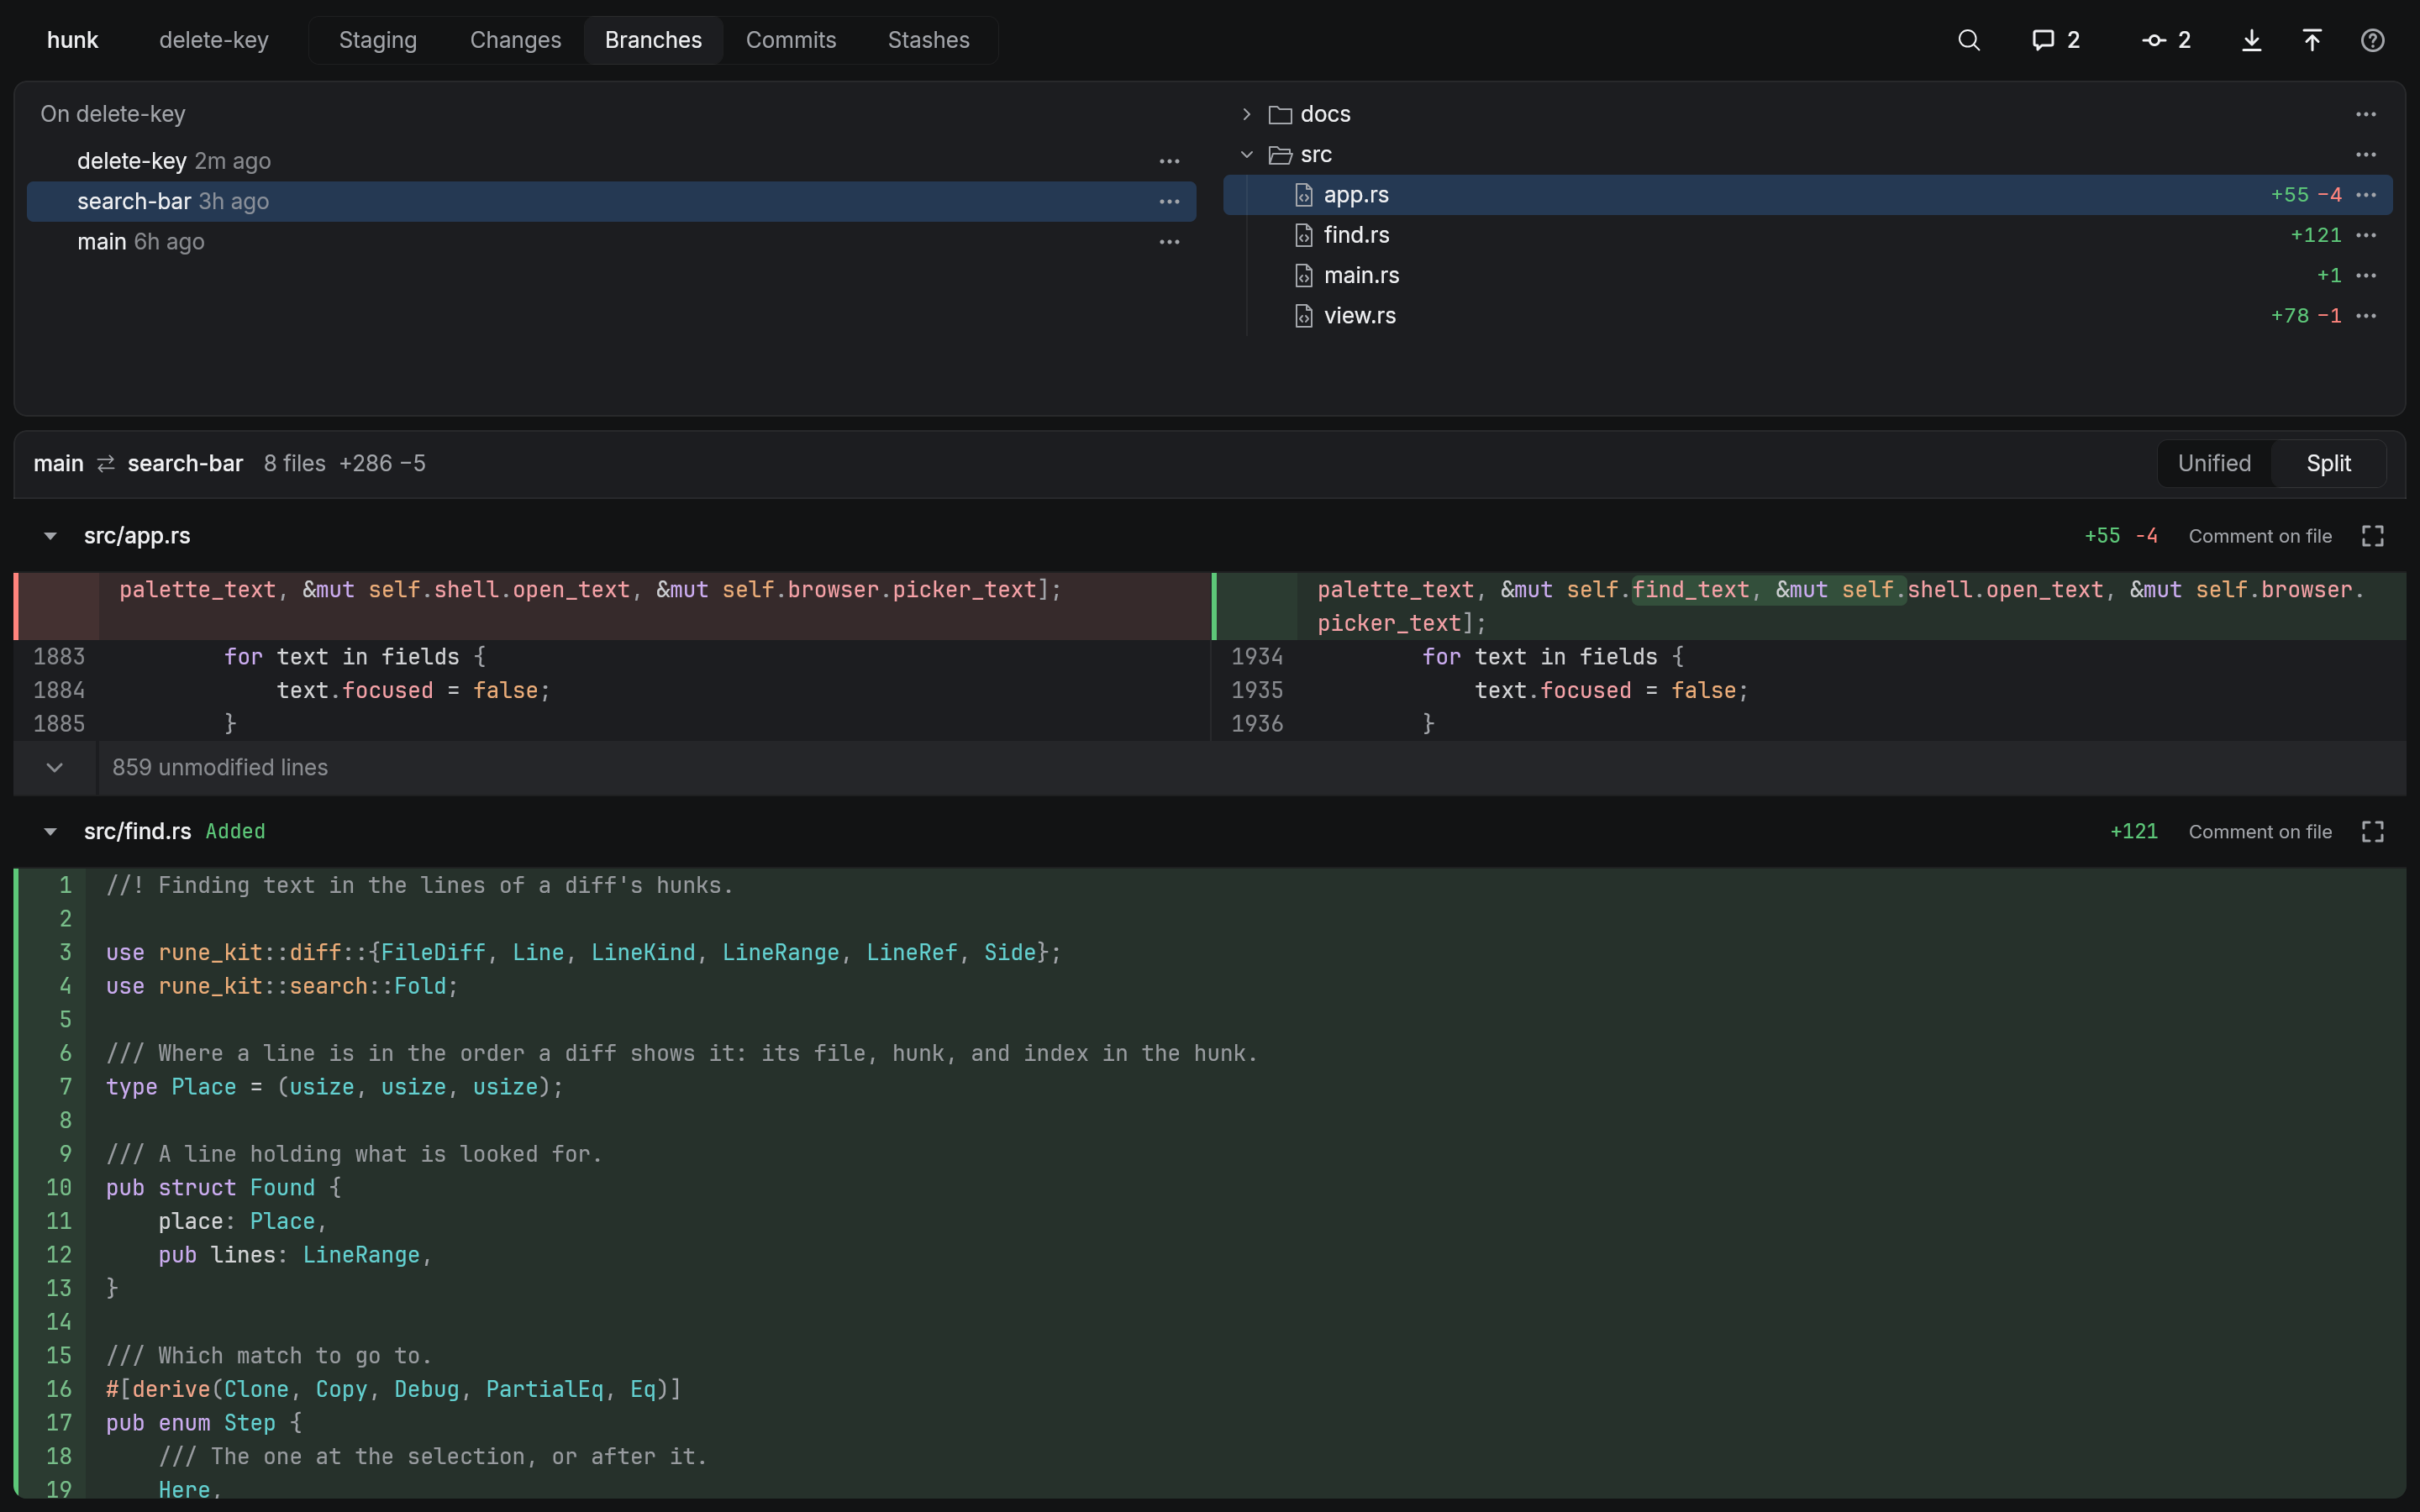 hunk delete-key Staging Changes Branches Commits Stashes 2 2
On delete-key
delete-key 2m ago
search-bar 3h ago
main 6h ago
docs
src
app.rs +55 −4
find.rs +121
main.rs +1
view.rs +78 −1
main ⇄ search-bar 8 files +286 −5 Unified Split
src/app.rs +55 -4 Comment on file
palette_text, &mut self.shell.open_text, &mut self.browser.picker_text];
1883         for text in fields {
1884             text.focused = false;
1885         }
palette_text, &mut self.find_text, &mut self.shell.open_text, &mut self.browser.
picker_text];
1934         for text in fields {
1935             text.focused = false;
1936         }
859 unmodified lines
src/find.rs Added +121 Comment on file
1 //! Finding text in the lines of a diff's hunks.
2
3 use rune_kit::diff::{FileDiff, Line, LineKind, LineRange, LineRef, Side};
4 use rune_kit::search::Fold;
5
6 /// Where a line is in the order a diff shows it: its file, hunk, and index in the hunk.
7 type Place = (usize, usize, usize);
8
9 /// A line holding what is looked for.
10 pub struct Found {
11     place: Place,
12     pub lines: LineRange,
13 }
14
15 /// Which match to go to.
16 #[derive(Clone, Copy, Debug, PartialEq, Eq)]
17 pub enum Step {
18     /// The one at the selection, or after it.
19     Here,